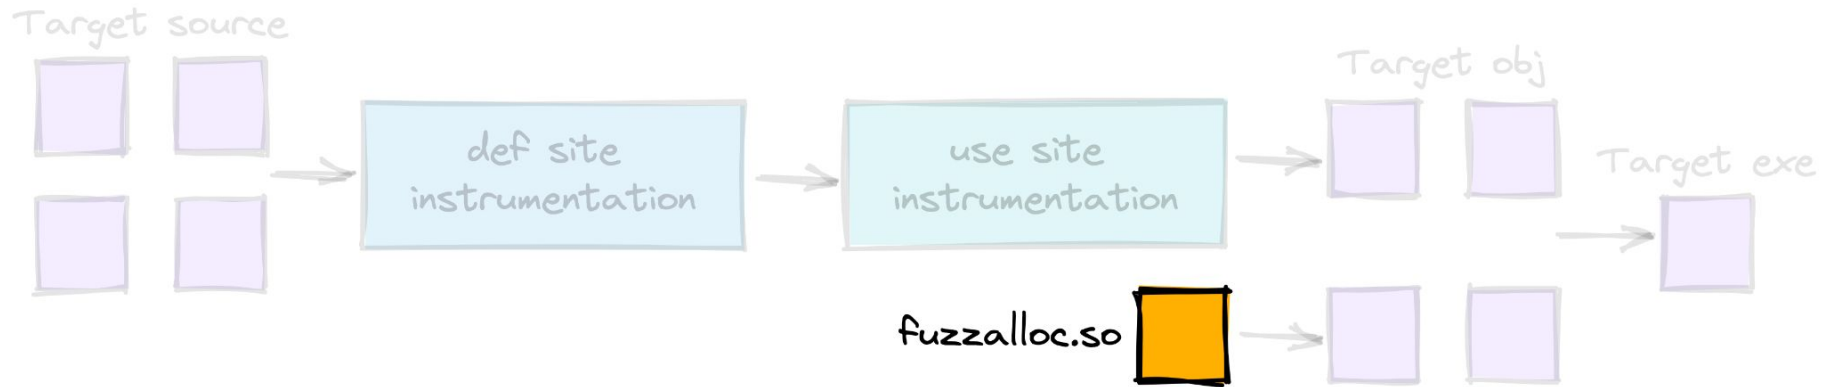 Target source
def site
instrumentation
use site
instrumentation
Target obj
Target exe
fuzzalloc.so